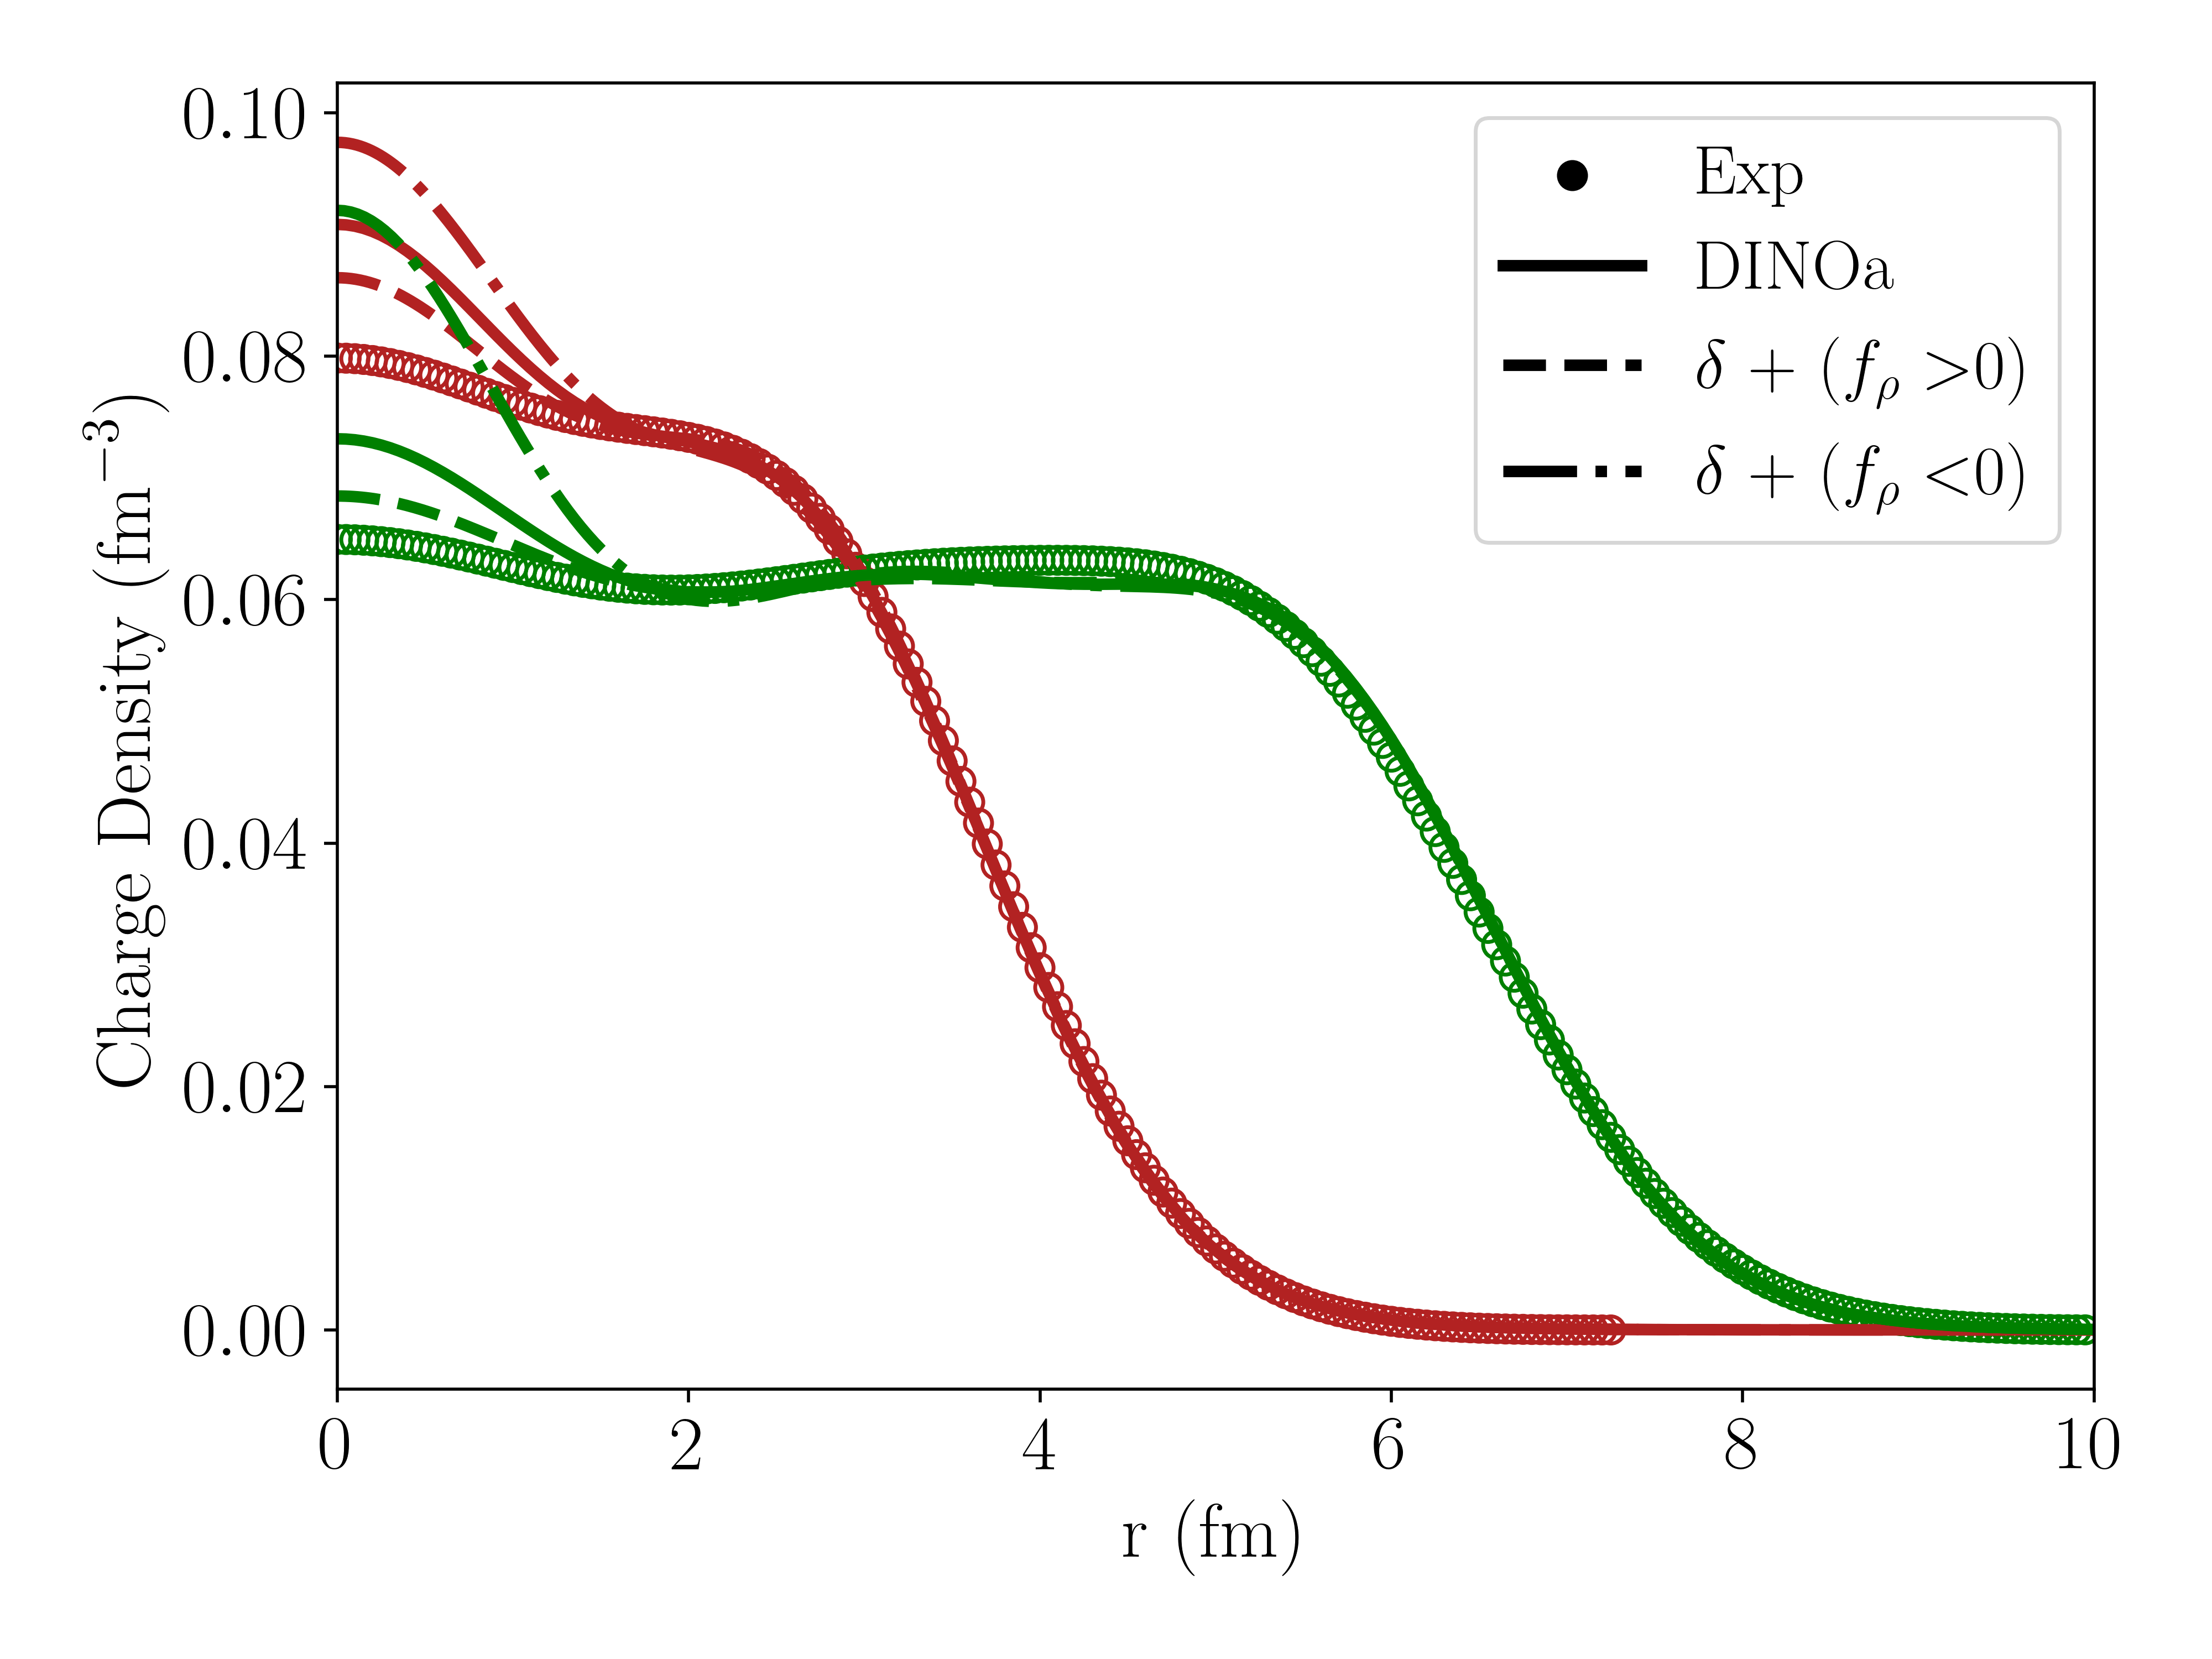 Charge Density (fm⁻³)
0.10
0.08
0.06
0.04
0.02
0.00
Exp
DINOa
δ + (f_ρ >0)
δ + (f_ρ <0)
0 2 4 6 8 10
r (fm)